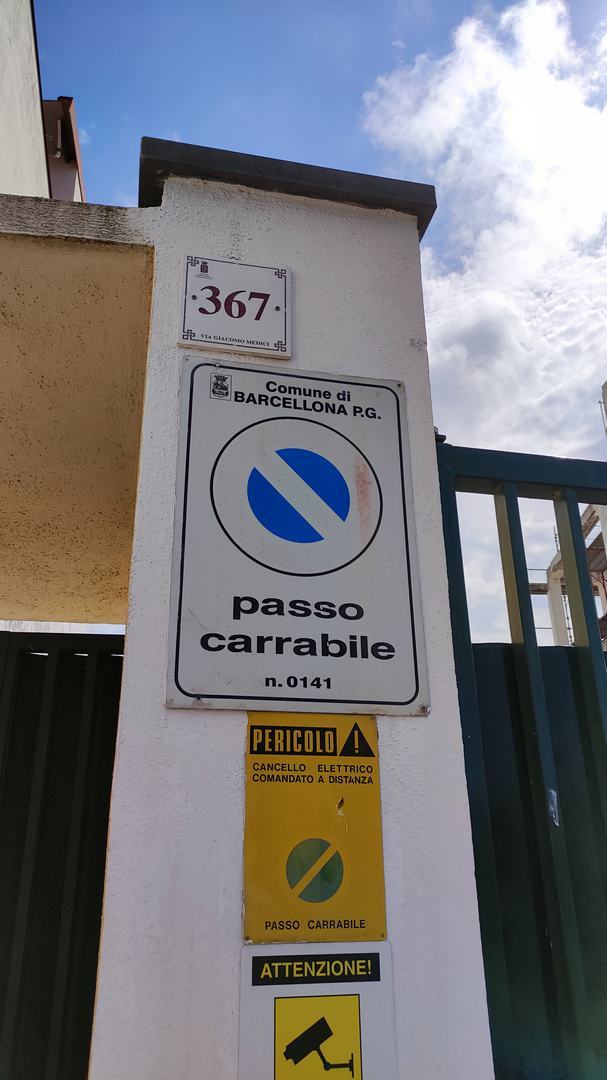 367
VIA GIACOMO MEDICI
Comune di
BARCELLONA P.G.
passo
carrabile
n. 0141
PERICOLO !
CANCELLO ELETTRICO
COMANDATO A DISTANZA
PASSO CARRABILE
ATTENZIONE!